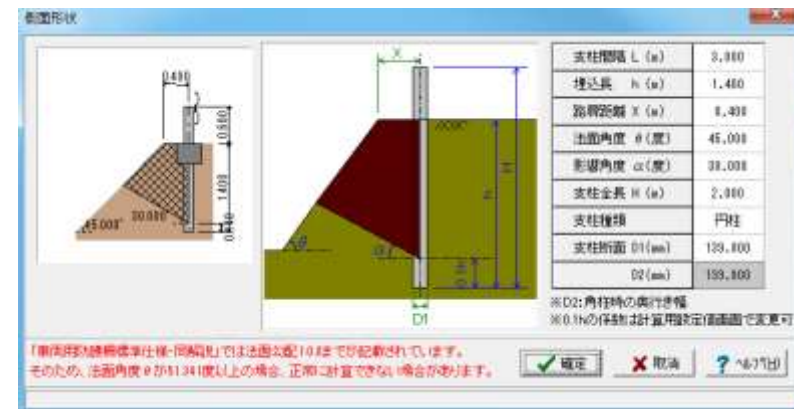 側面形状
0.400
0.600
1.400
45.000°
30.000
X
H
h
θ
α
0.1h
D1
支柱間隔 L (m) 3.000
埋込長 h (m) 1.400
路肩距離 X (m) 0.400
法面角度 θ(度) 45.000
影響角度 α(度) 30.000
支柱全長 H (m) 2.000
支柱種類 円柱
支柱断面 D1(mm) 139.800
D2(mm) 139.800
※D2:角柱時の奥行き幅
※0.1hの係数は計算用設定値画面で変更可
「車両用防護柵標準仕様・同解説」では法面勾配1:0.8までが記載されています。
そのため、法面角度θが51.341度以上の場合、正常に計算できない場合があります。
確定
取消
ヘルプ(H)